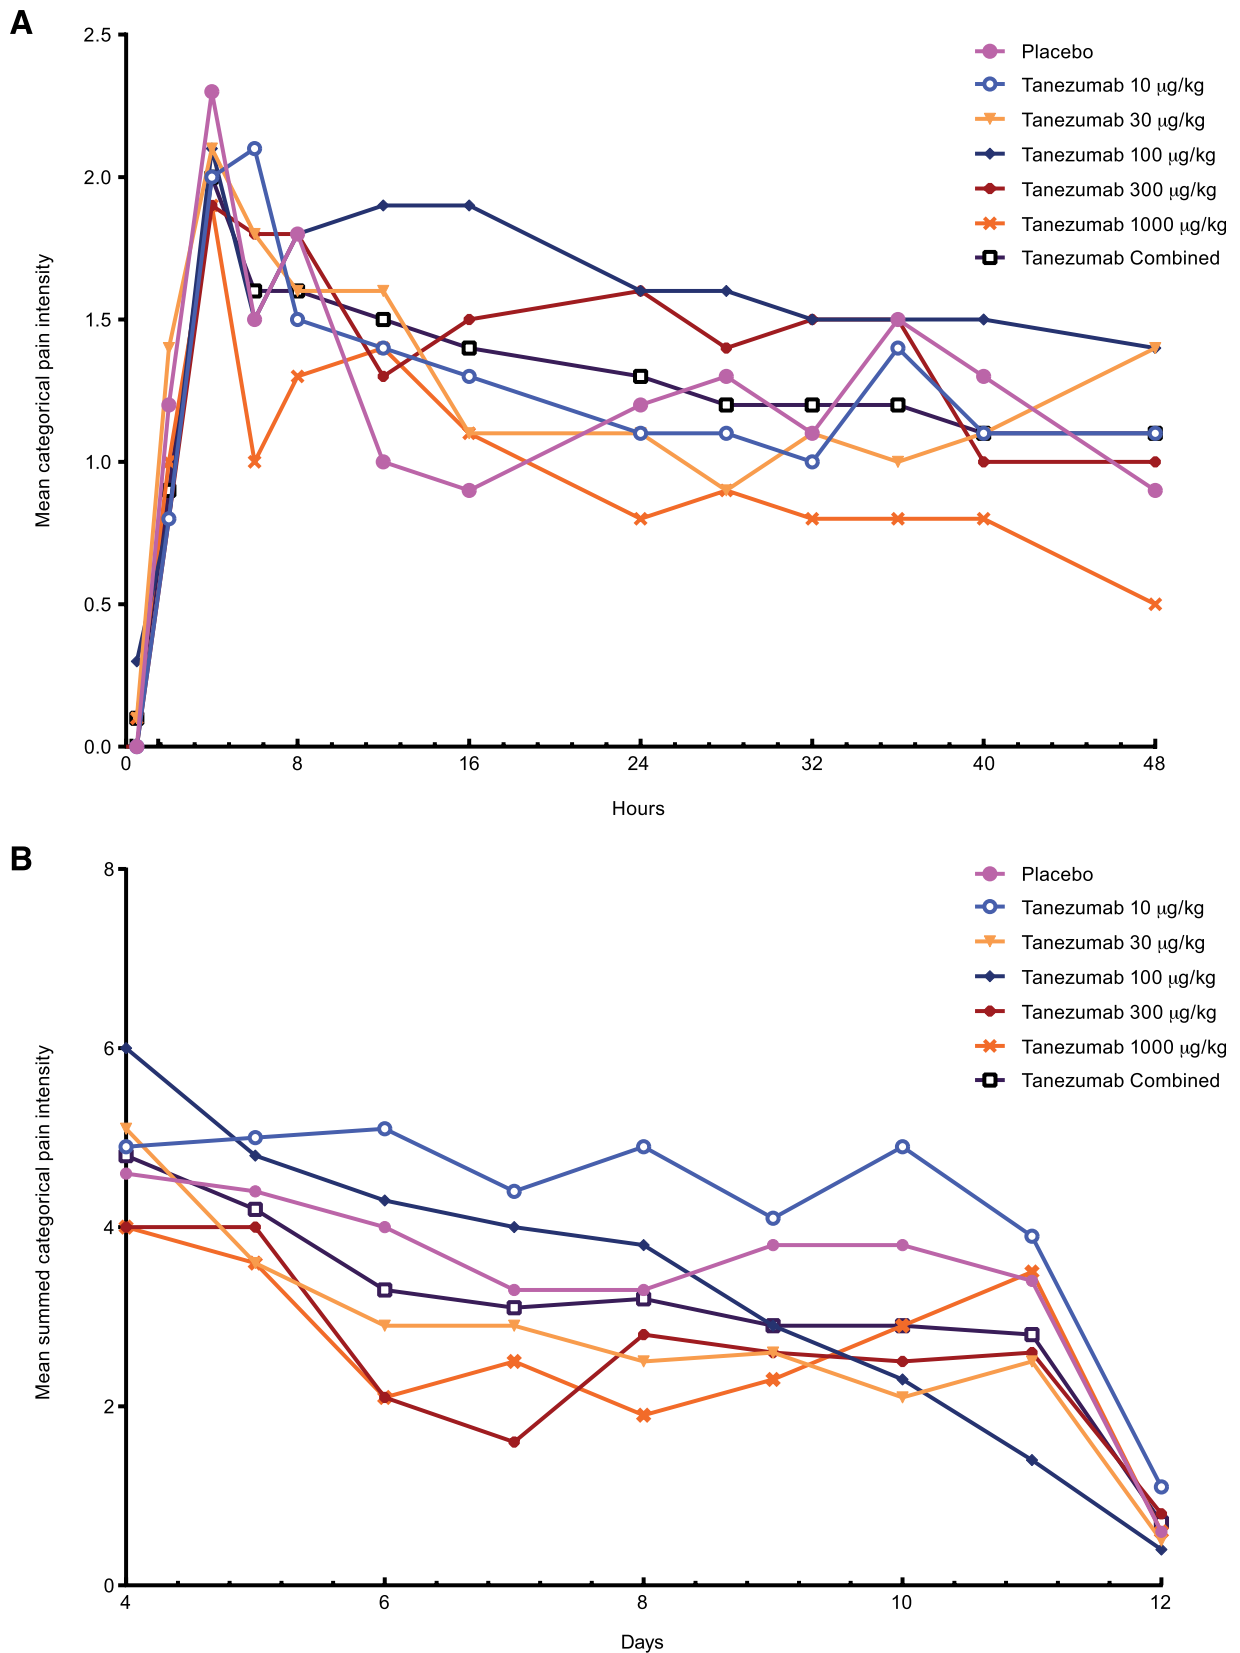 A
2.5
2.0
1.5
1.0
0.5
0.0
Mean categorical pain intensity
0 8 16 24 32 40 48
Hours
Placebo
Tanezumab 10 µg/kg
Tanezumab 30 µg/kg
Tanezumab 100 µg/kg
Tanezumab 300 µg/kg
Tanezumab 1000 µg/kg
Tanezumab Combined
B
8
6
4
2
0
Mean summed categorical pain intensity
4 6 8 10 12
Days
Placebo
Tanezumab 10 µg/kg
Tanezumab 30 µg/kg
Tanezumab 100 µg/kg
Tanezumab 300 µg/kg
Tanezumab 1000 µg/kg
Tanezumab Combined